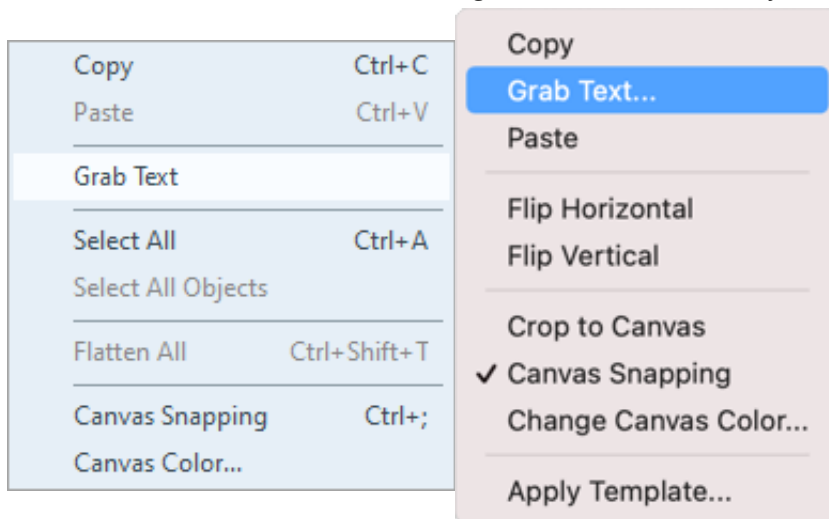 Copy Ctrl+C
Paste Ctrl+V
Grab Text
Select All Ctrl+A
Select All Objects
Flatten All Ctrl+Shift+T
Canvas Snapping Ctrl+;
Canvas Color...
Copy
Grab Text...
Paste
Flip Horizontal
Flip Vertical
Crop to Canvas
✓ Canvas Snapping
Change Canvas Color...
Apply Template...